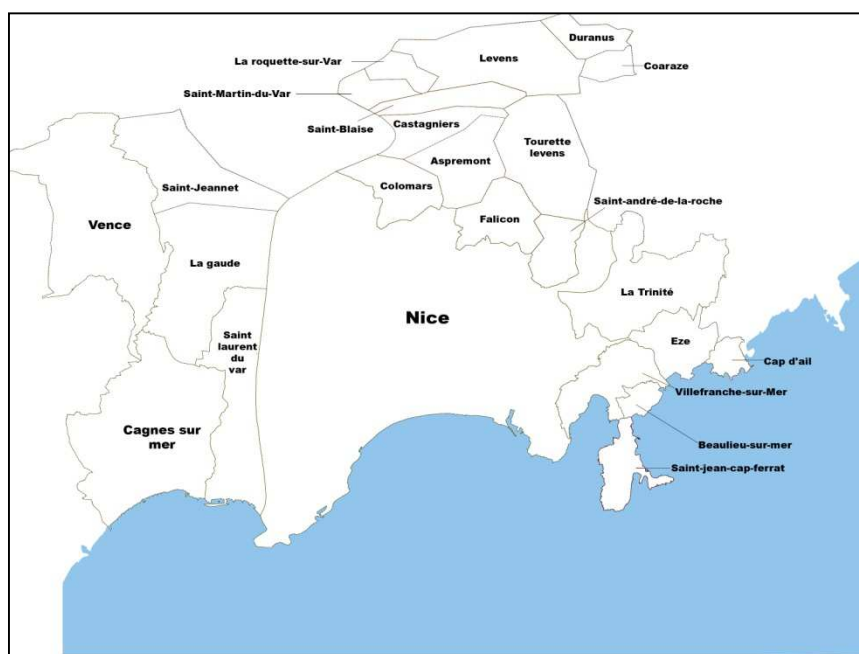 Duranus
La roquette-sur-Var
Levens
Coaraze
Saint-Martin-du-Var
Saint-Blaise
Castagniers
Tourette
levens
Aspremont
Saint-Jeannet
Colomars
Saint-andré-de-la-roche
Falicon
Vence
La gaude
La Trinité
Nice
Saint
laurent
du
var
Eze
Cap d'ail
Villefranche-sur-Mer
Cagnes sur
mer
Beaulieu-sur-mer
Saint-jean-cap-ferrat